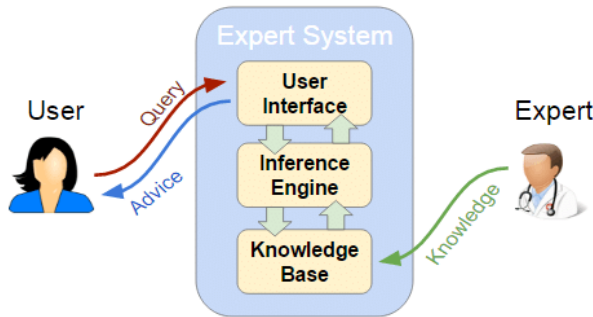 Expert System
User
Interface
Query
Advice
User
Expert
Inference
Engine
Knowledge
Knowledge
Base